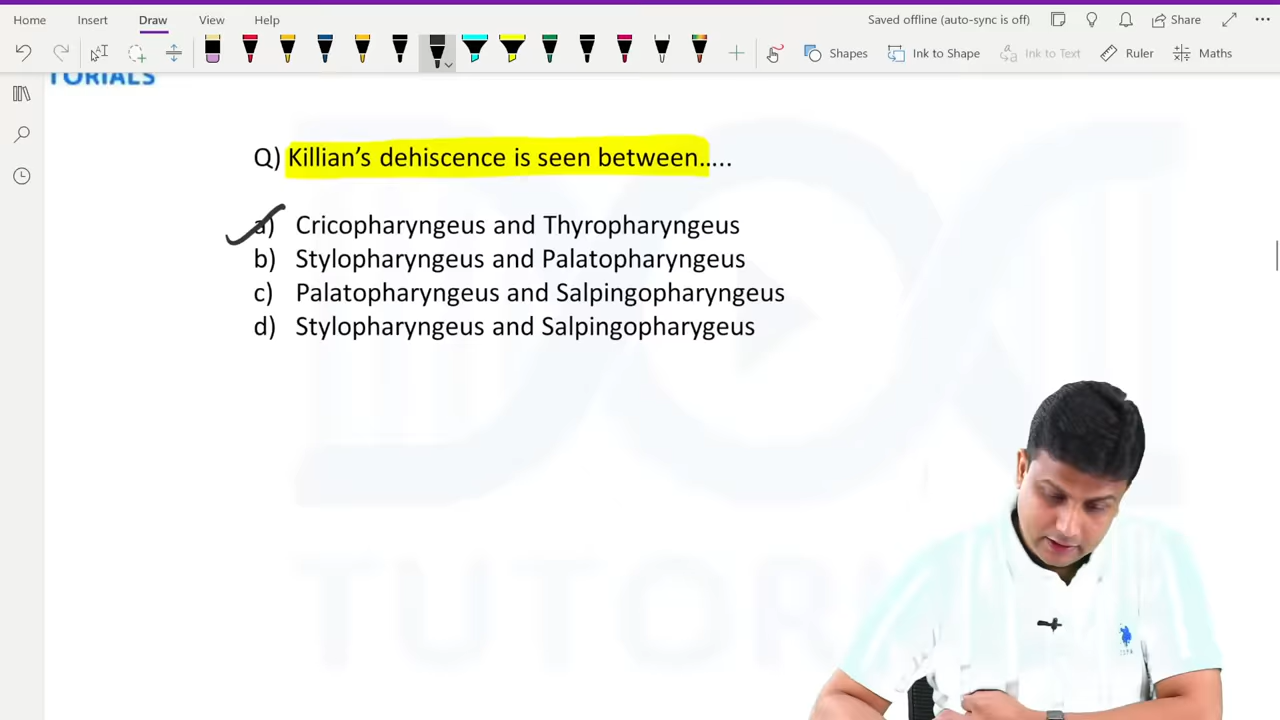 Home Insert Draw View Help Saved offline (auto-sync is off) Share
Shapes Ink to Shape Ink to Text Ruler Maths
TORIALS
Q) Killian's dehiscence is seen between.....
a) Cricopharyngeus and Thyropharyngeus
b) Stylopharyngeus and Palatopharyngeus
c) Palatopharyngeus and Salpingopharyngeus
d) Stylopharyngeus and Salpingopharygeus
TUTOR